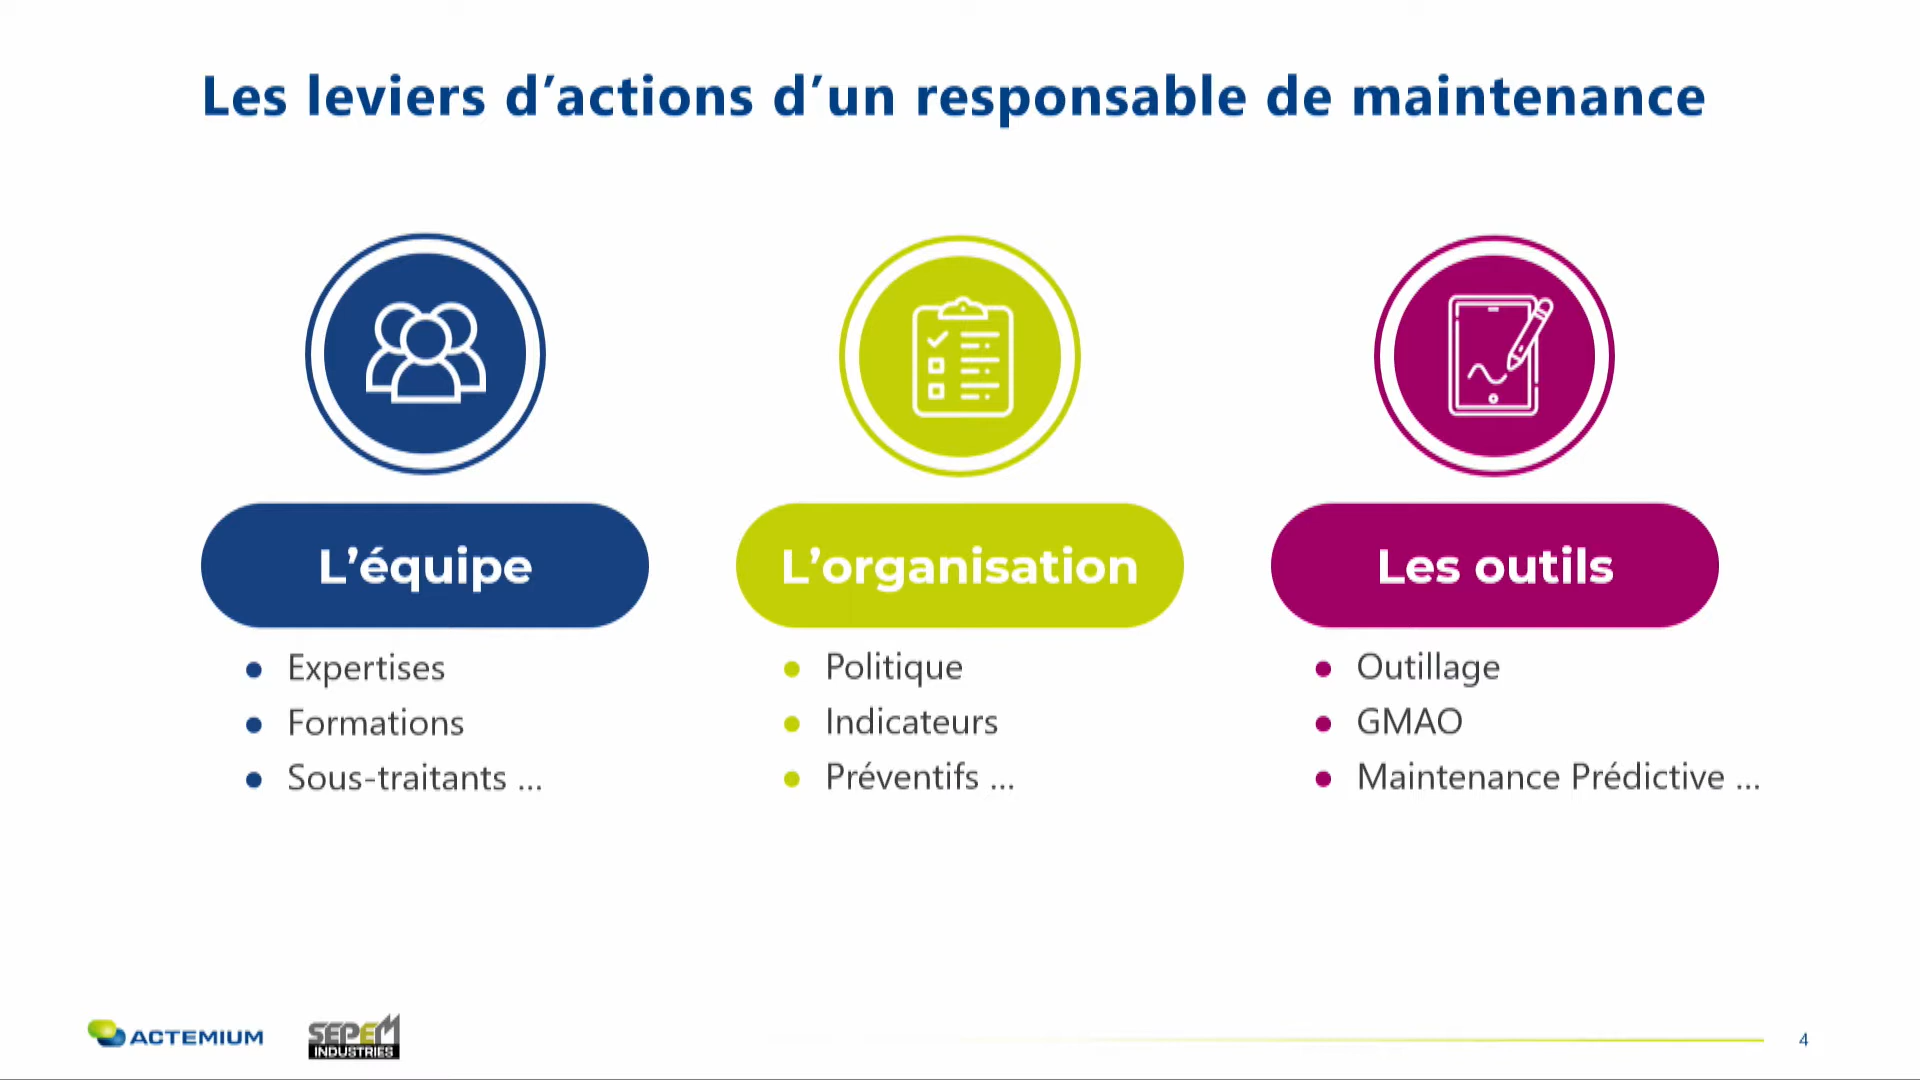 Les leviers d’actions d’un responsable de maintenance
L’équipe
Expertises
Formations
Sous-traitants ...
L’organisation
Politique
Indicateurs
Préventifs ...
Les outils
Outillage
GMAO
Maintenance Prédictive ...
ACTEMIUM
SEPEM
INDUSTRIES
4